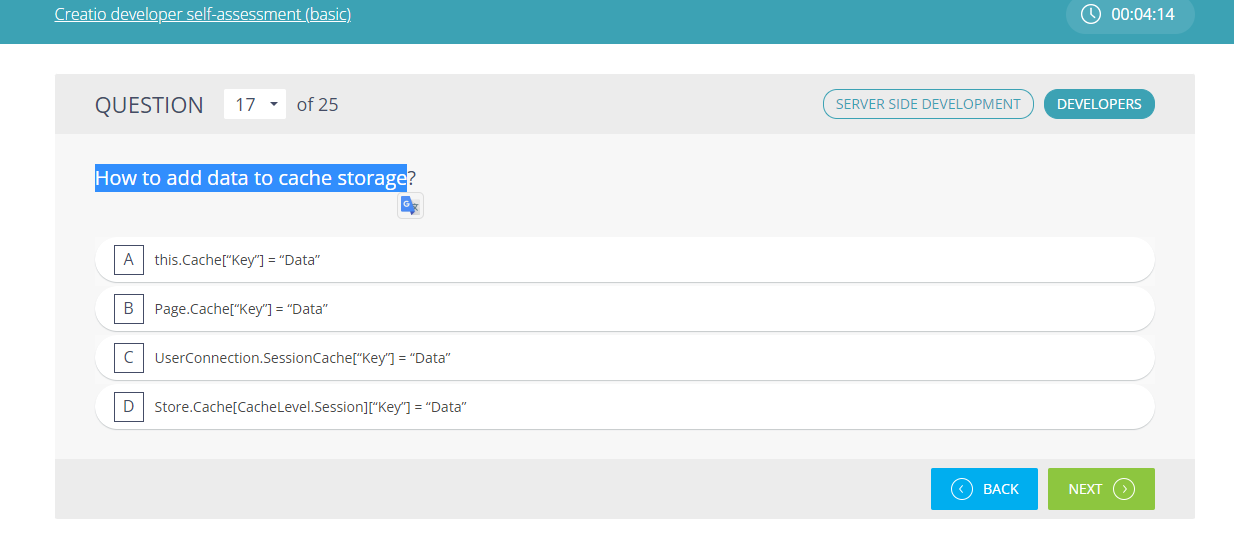 Creatio developer self-assessment (basic)
00:04:14
QUESTION 17 of 25
SERVER SIDE DEVELOPMENT
DEVELOPERS
How to add data to cache storage?
A this.Cache[“Key”] = “Data”
B Page.Cache[“Key”] = “Data”
C UserConnection.SessionCache[“Key”] = “Data”
D Store.Cache[CacheLevel.Session][“Key”] = “Data”
BACK
NEXT